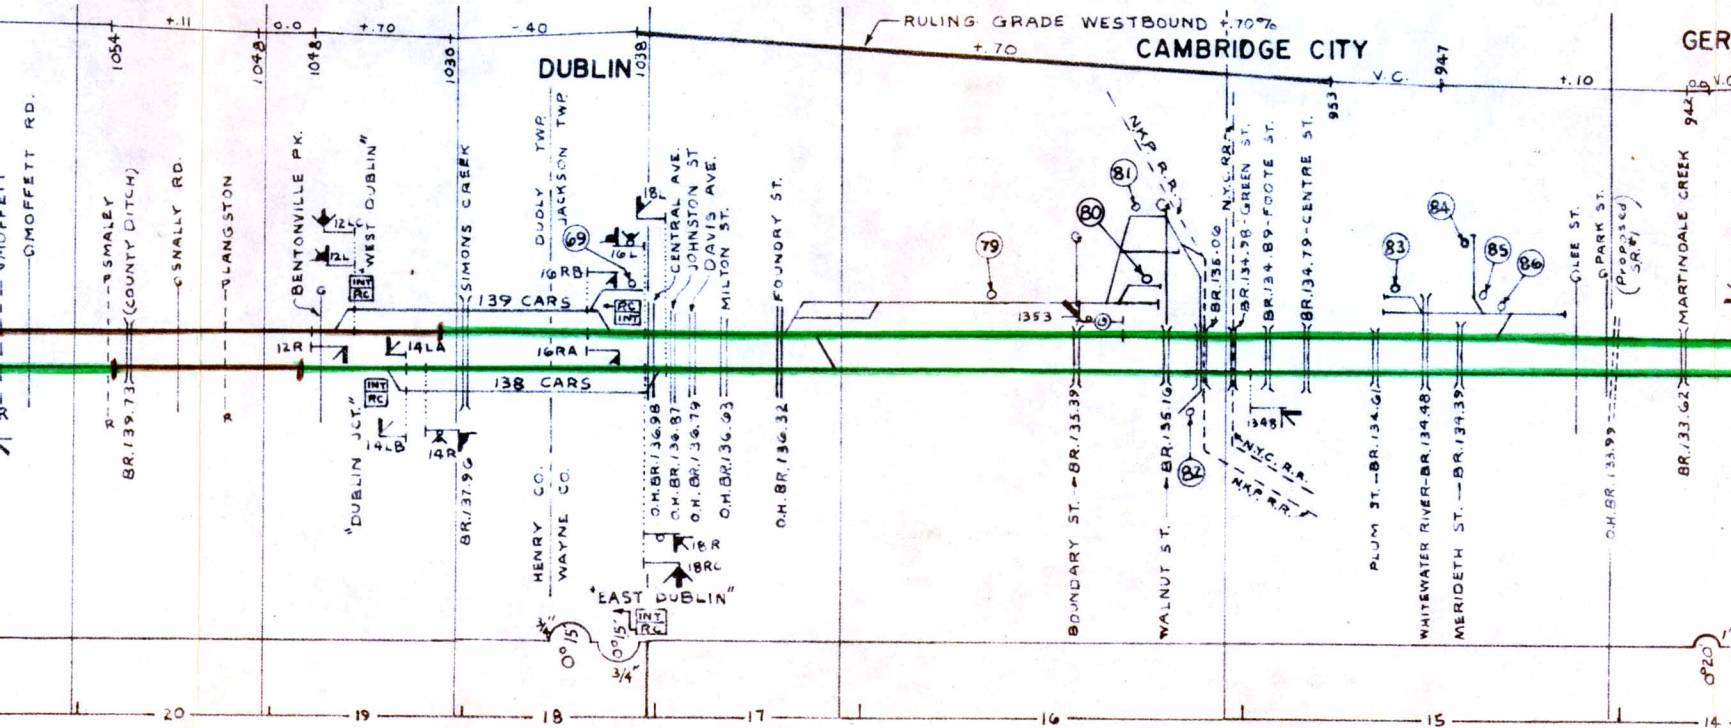 RULING GRADE WESTBOUND +.70%
+.11
0.0
+.70
-.40
+.70
V.C.
+.10
1054
1048
1048
1030
1038
953
947
942
DUBLIN
CAMBRIDGE CITY
GER
MOFFETT RD.
SMALEY
BR.139.73 (COUNTY DITCH)
SNALLY RD.
LANGSTON
BENTONVILLE PK.
"WEST DUBLIN"
"DUBLIN JCT."
12LC
12L
12R
14LA
14LB
14R
INT
RC
INT
RC
139 CARS
138 CARS
SIMONS CREEK
BR.137.96
DUDLY TWP.
JACKSON TWP.
HENRY CO.
WAYNE CO.
69
16RB
16RA
RC
INT
CENTRAL AVE.
JOHNSTON ST
DAVIS AVE.
MILTON ST.
FOUNDRY ST.
O.H.BR.136.98
O.H.BR.136.87
O.H.BR.136.79
O.H.BR.136.63
O.H.BR.136.32
18R
18RC
"EAST DUBLIN"
INT
RC
0°15'
0°15'
3/4"
79
80
81
82
83
84
85
86
1353
1348
N.K.P. R.R.
N.Y.C. R.R.
BR.135.06
BR.134.98-GREEN ST.
BR.134.89-FOOTE ST.
BR.134.79-CENTRE ST.
N.Y.C. R.R.
N.K.P. R.R.
BOUNDARY ST.
BR.135.39
WALNUT ST.
BR.135.16
PLUM ST.
BR.134.61
WHITEWATER RIVER-BR.134.48
MERIDETH ST.
BR.134.39
LEE ST.
PARK ST.
(Proposed
S.R.#1)
O.H.BR.133.99
MARTINDALE CREEK
BR.133.62
0°20'
20
19
18
17
16
15